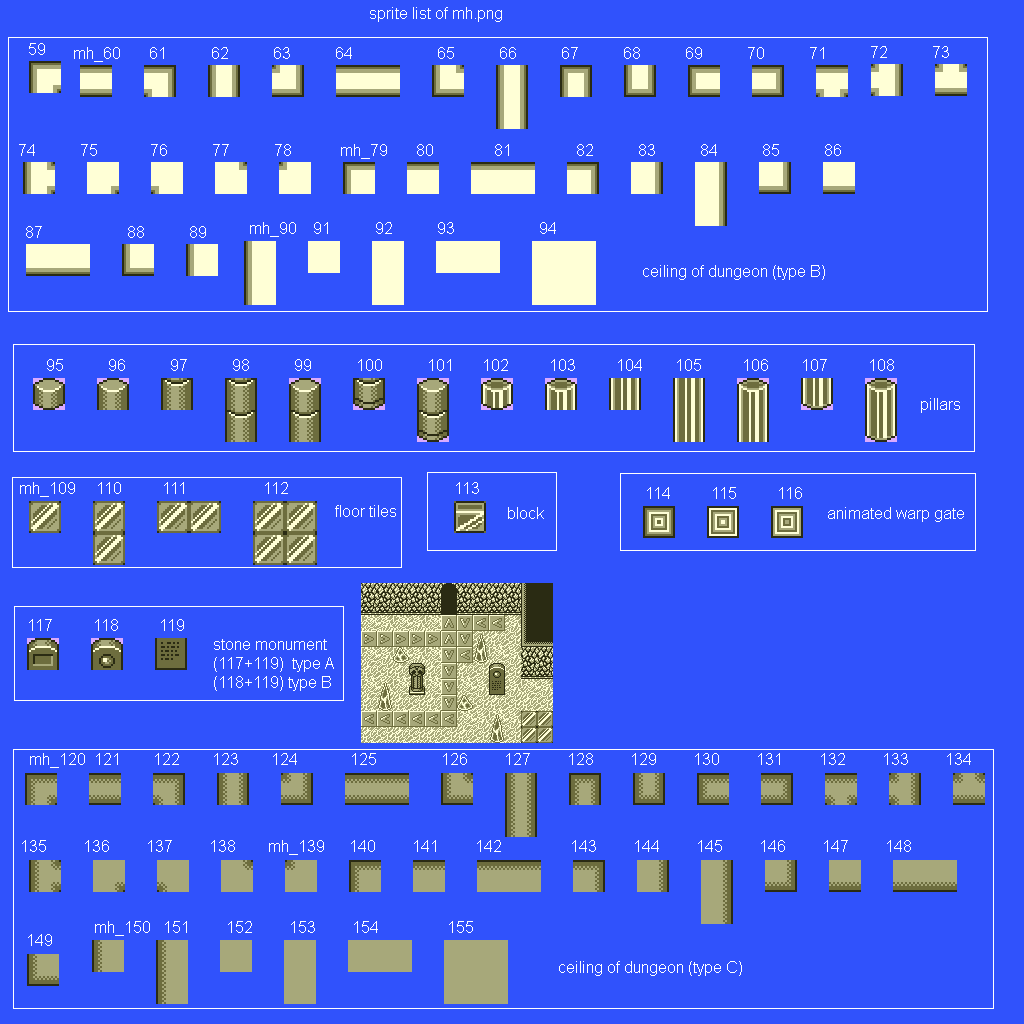 sprite list of mh.png
59 mh_60 61 62 63 64 65 66 67 68 69 70 71 72 73
74 75 76 77 78 mh_79 80 81 82 83 84 85 86
87 88 89 mh_90 91 92 93 94
ceiling of dungeon (type B)
95 96 97 98 99 100 101 102 103 104 105 106 107 108
pillars
mh_109 110 111 112
floor tiles
113
block
114 115 116
animated warp gate
117 118 119
stone monument
(117+119) type A
(118+119) type B
mh_120 121 122 123 124 125 126 127 128 129 130 131 132 133 134
135 136 137 138 mh_139 140 141 142 143 144 145 146 147 148
149 mh_150 151 152 153 154 155
ceiling of dungeon (type C)